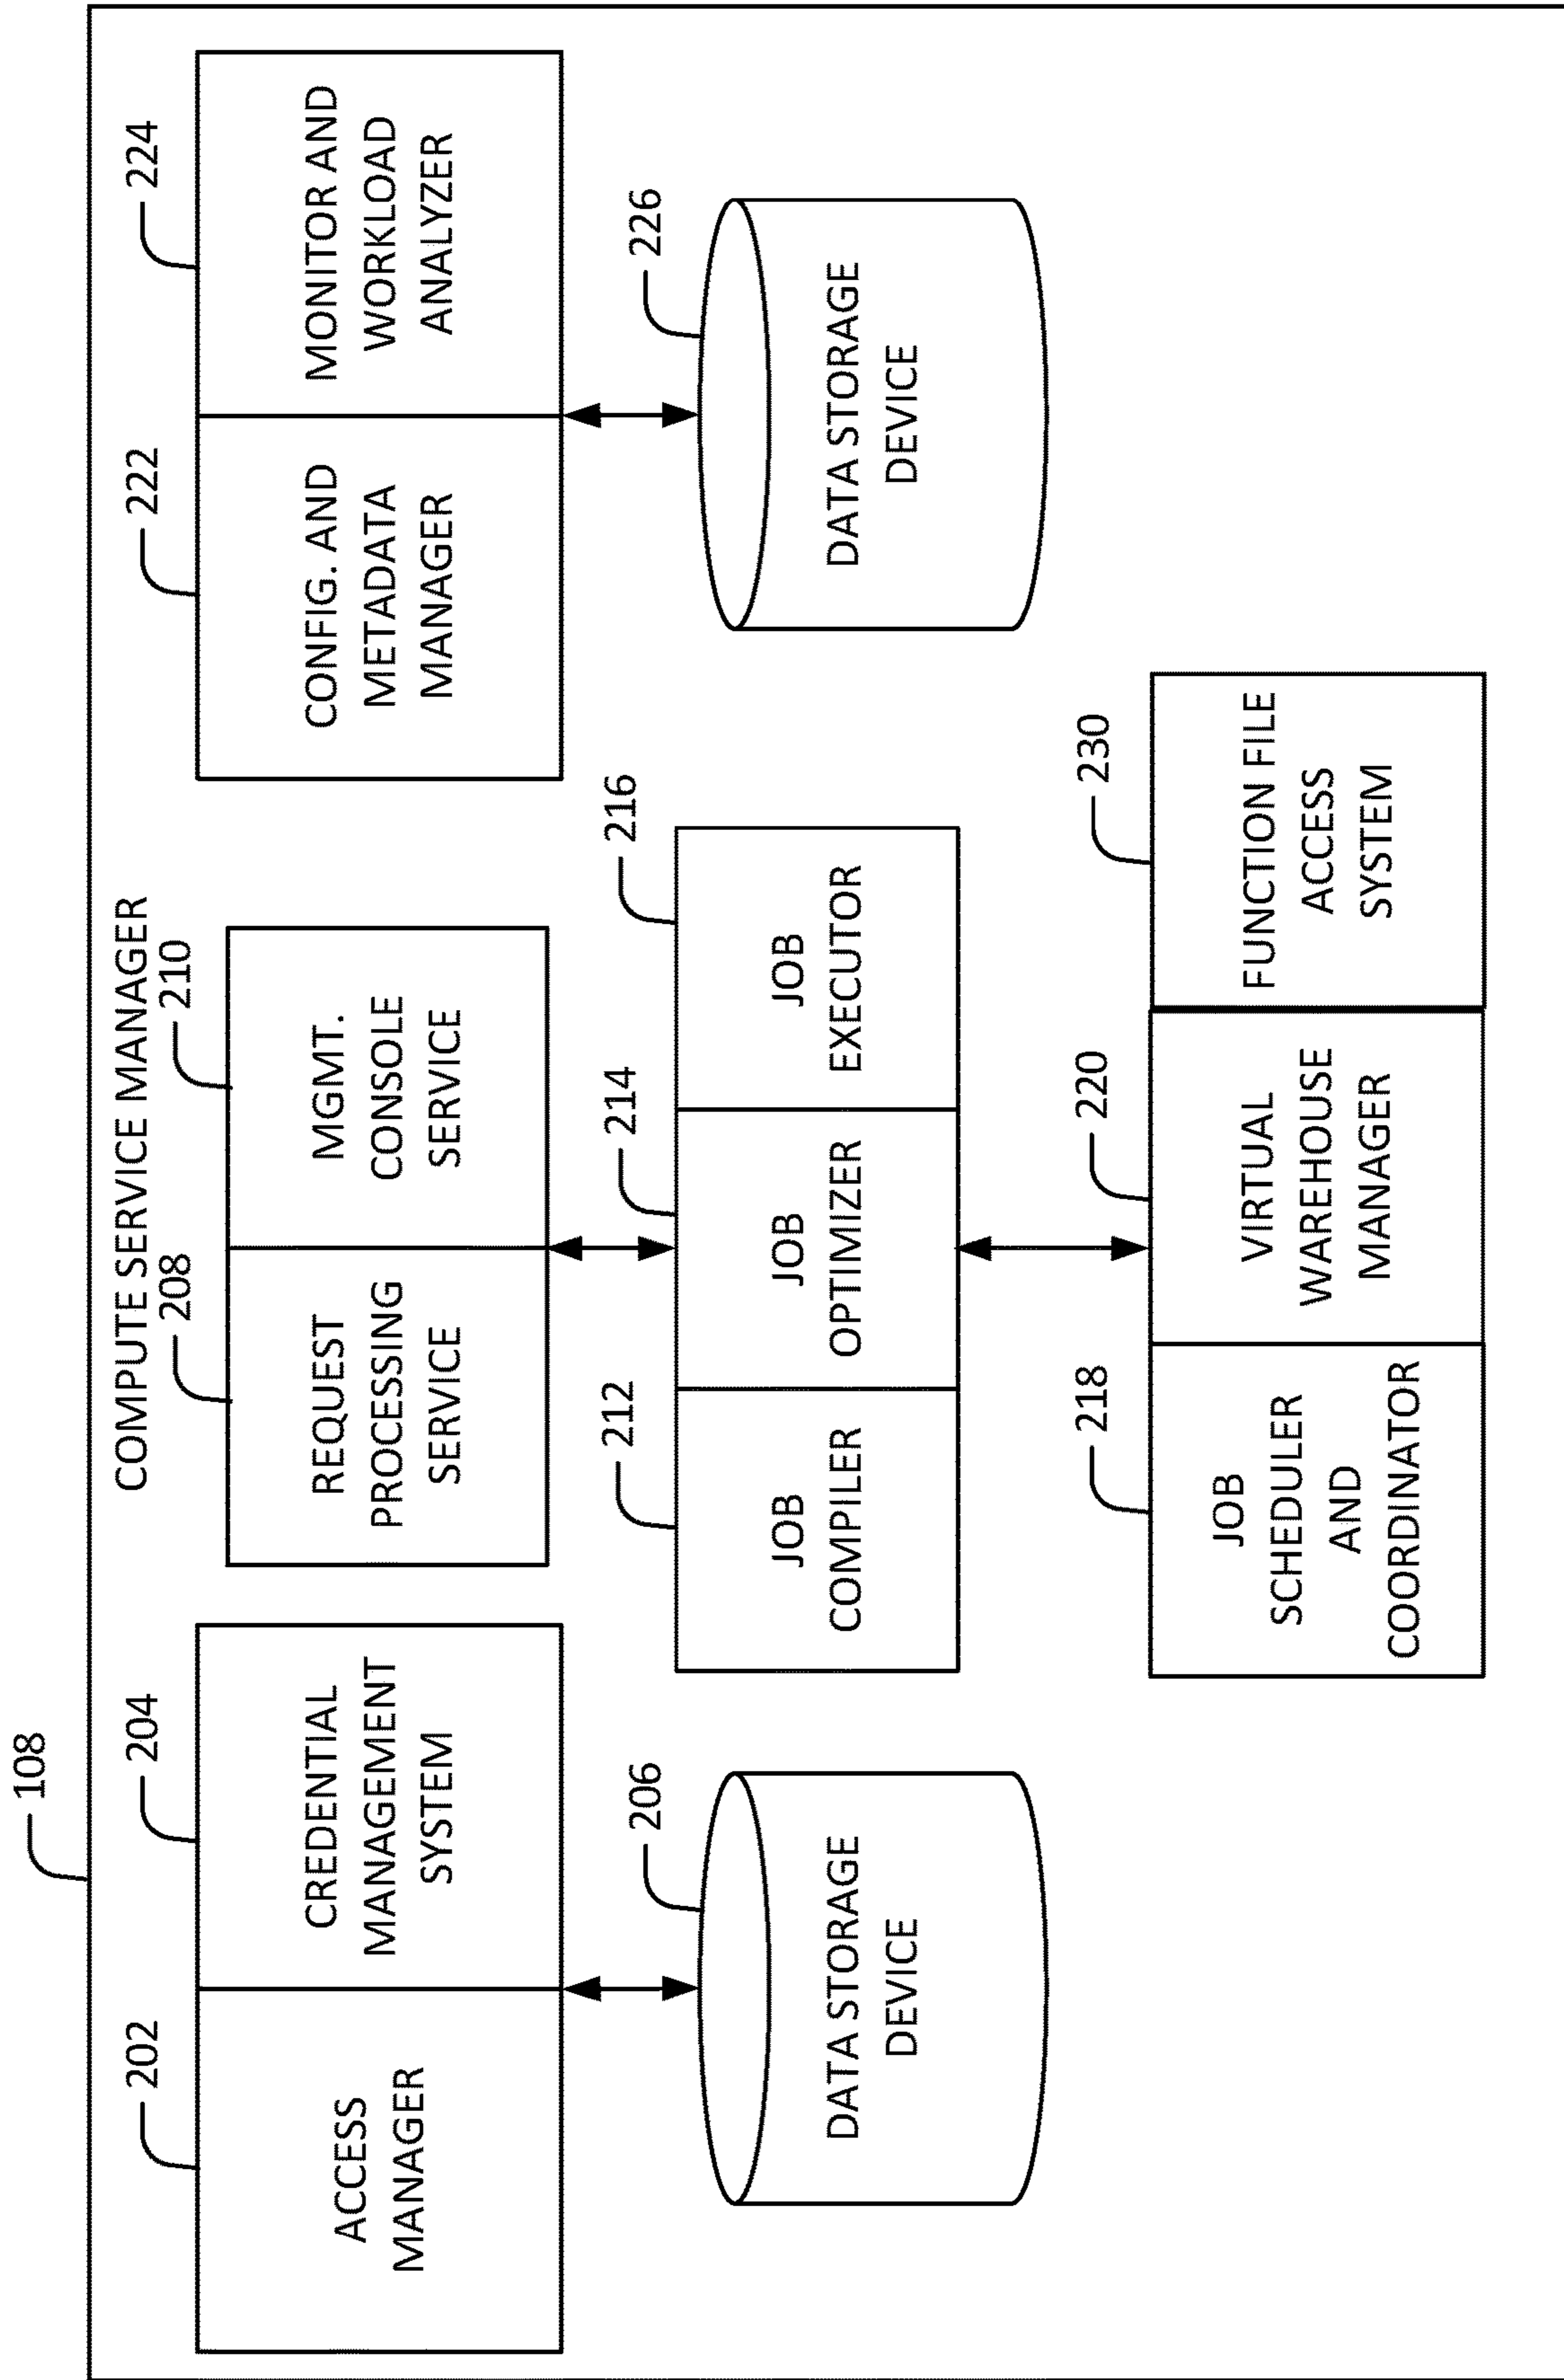 108
COMPUTE SERVICE MANAGER
202
204
208
210
222
224
ACCESS
MANAGER
CREDENTIAL
MANAGEMENT
SYSTEM
REQUEST
PROCESSING
SERVICE
MGMT.
CONSOLE
SERVICE
CONFIG. AND
METADATA
MANAGER
MONITOR AND
WORKLOAD
ANALYZER
206
212
214
216
226
DATA STORAGE
DEVICE
JOB
COMPILER
JOB
OPTIMIZER
JOB
EXECUTOR
DATA STORAGE
DEVICE
218
220
230
JOB
SCHEDULER
AND
COORDINATOR
VIRTUAL
WAREHOUSE
MANAGER
FUNCTION FILE
ACCESS
SYSTEM